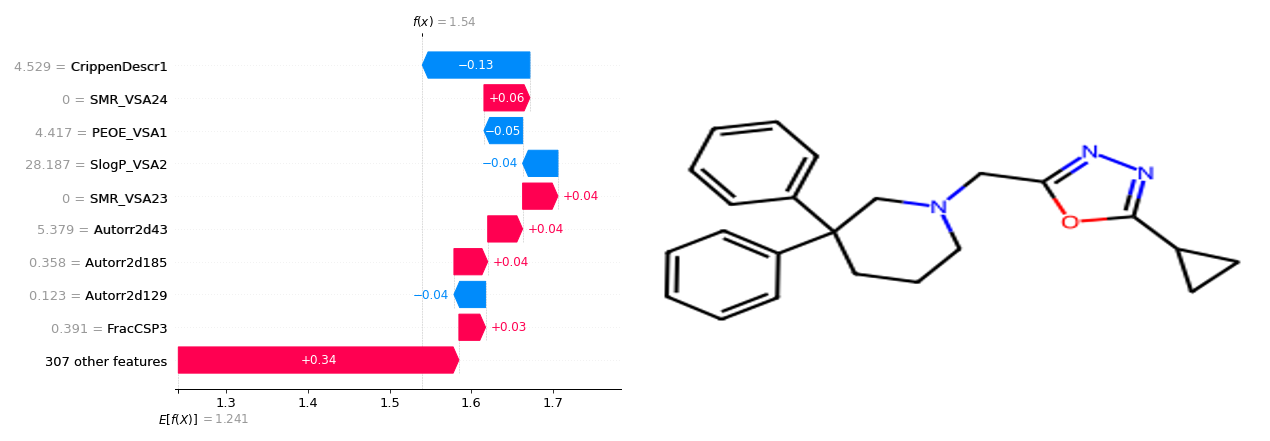 f(x) = 1.54
4.529 = CrippenDescr1
−0.13
0 = SMR_VSA24
+0.06
4.417 = PEOE_VSA1
−0.05
28.187 = SlogP_VSA2
−0.04
0 = SMR_VSA23
+0.04
5.379 = Autorr2d43
+0.04
0.358 = Autorr2d185
+0.04
0.123 = Autorr2d129
−0.04
0.391 = FracCSP3
+0.03
307 other features
+0.34
1.3 1.4 1.5 1.6 1.7
E[f(X)] = 1.241
N
N
N
O